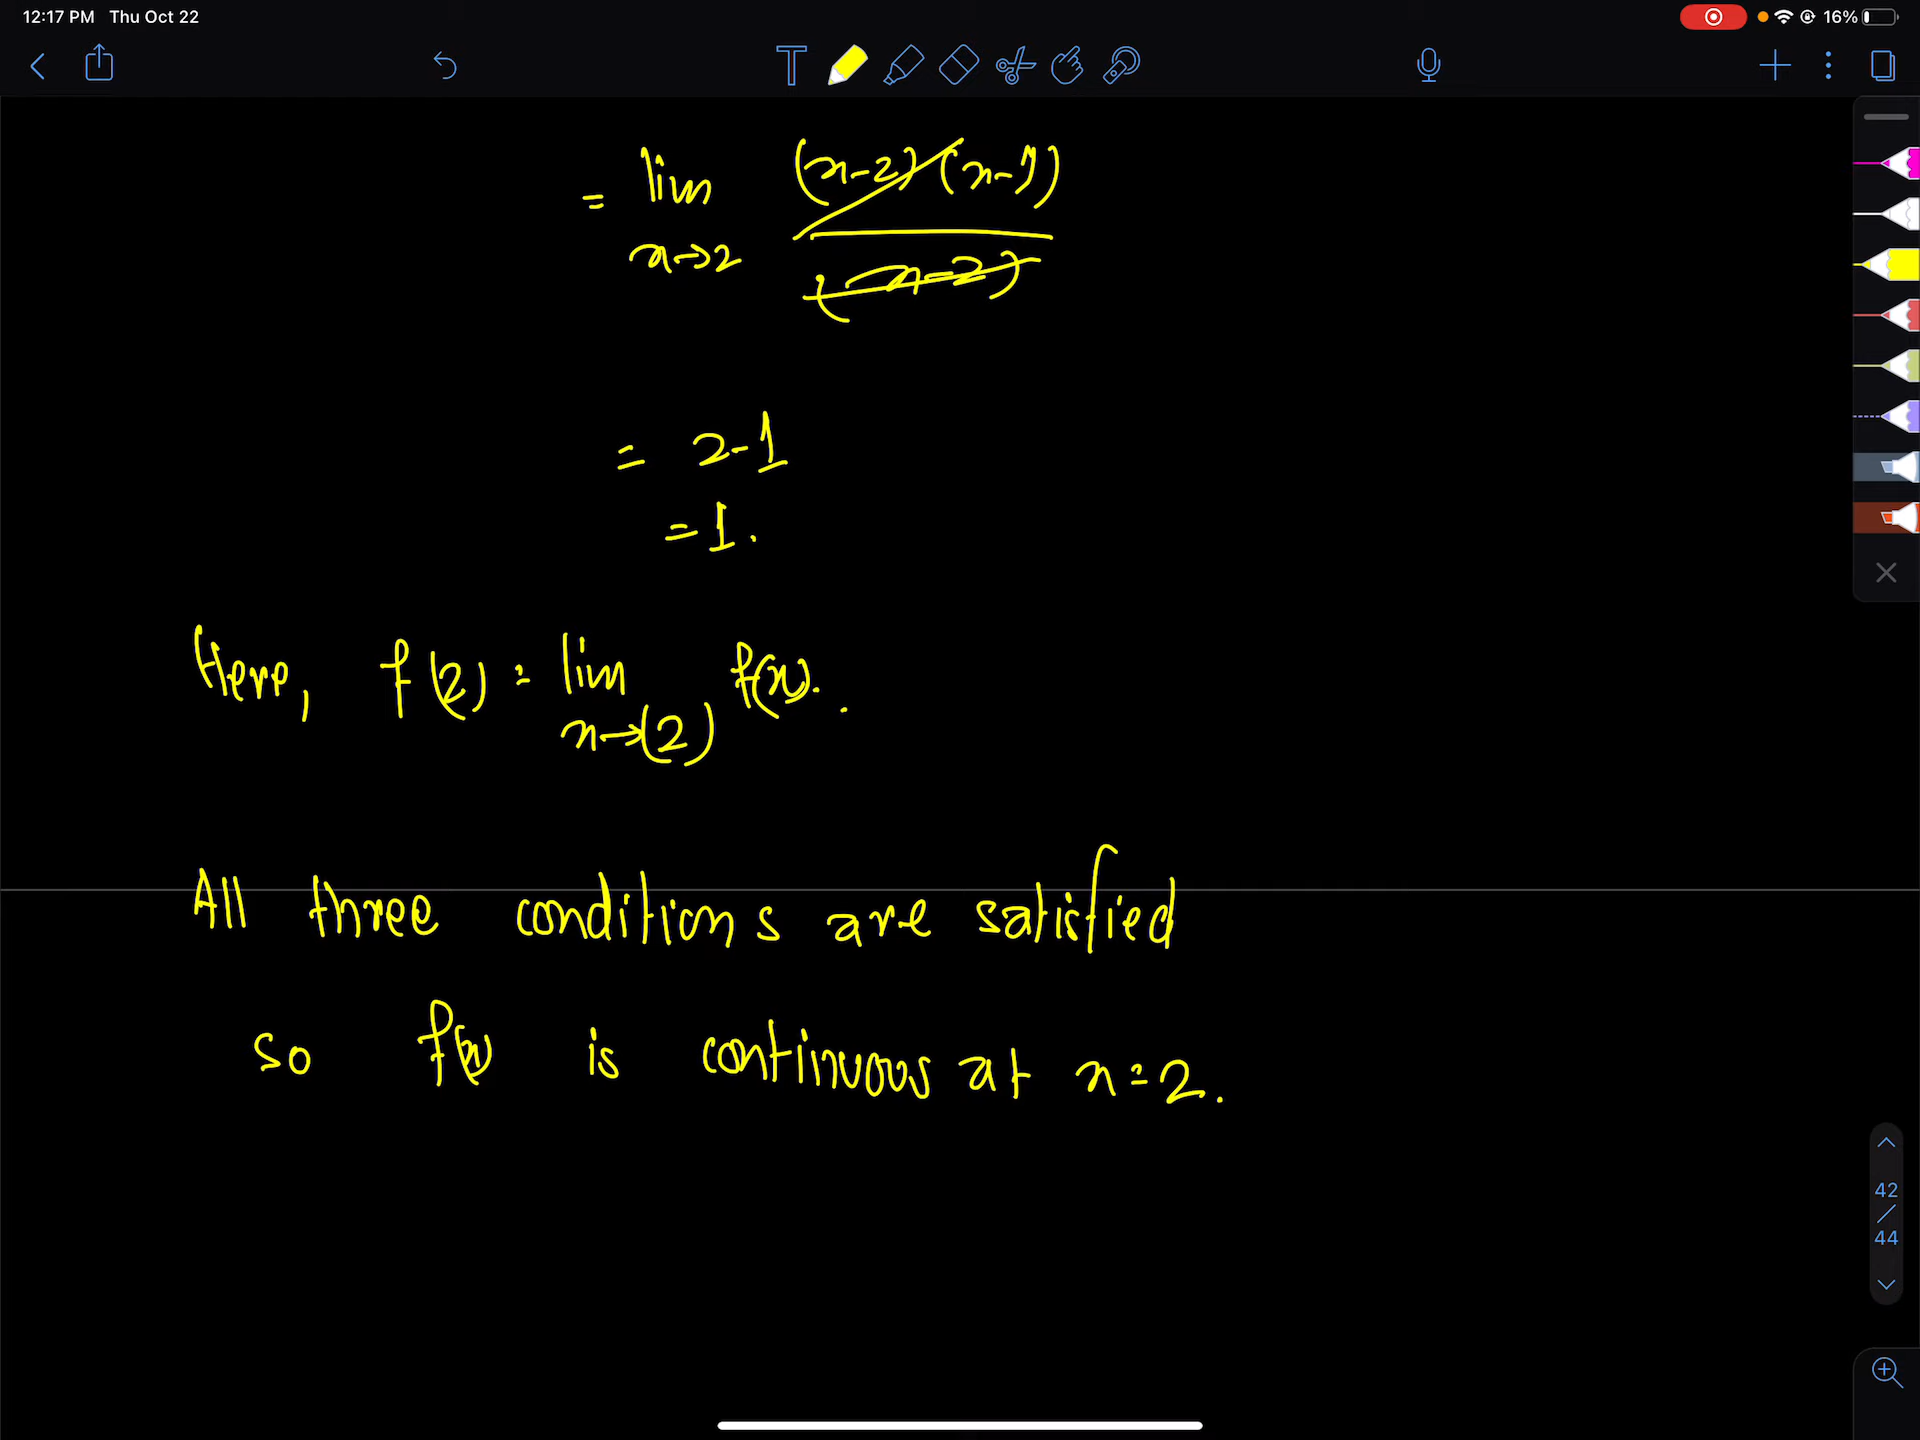 12:17 PM Thu Oct 22
16%
= lim (x-2) (x-1)
x→2 (x-2)
= 2-1
= 1.
Here, f(2) = lim f(x).
x→(2)
All three conditions are satisfied
so f(x) is continuous at x=2.
42
/
44